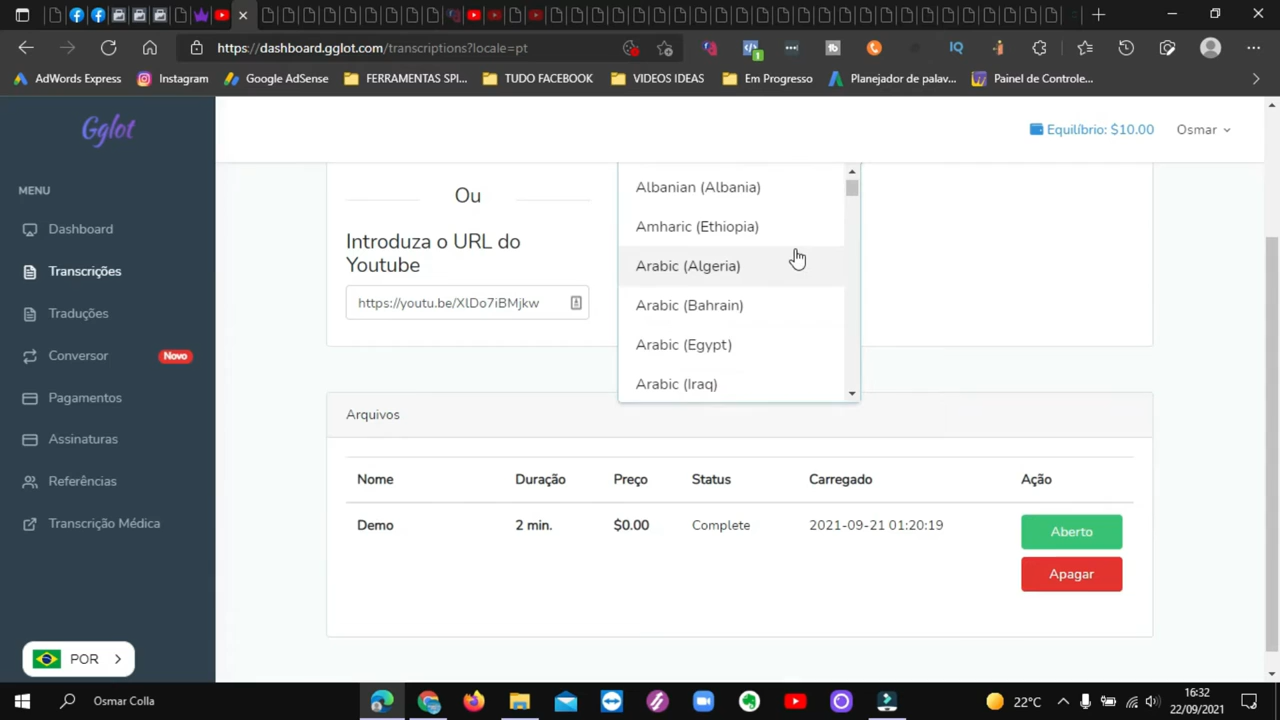 https://dashboard.gglot.com/transcriptions?locale=pt
1
IQ
AdWords Express
Instagram
Google AdSense
FERRAMENTAS SPI...
TUDO FACEBOOK
VIDEOS IDEAS
Em Progresso
Planejador de palav...
Painel de Controle...
Gglot
Equilíbrio: $10.00
Osmar
MENU
Dashboard
Transcrições
Traduções
Conversor
Novo
Pagamentos
Assinaturas
Referências
Transcrição Médica
POR
Ou
Introduza o URL do
Youtube
https://youtu.be/XlDo7iBMjkw
Albanian (Albania)
Amharic (Ethiopia)
Arabic (Algeria)
Arabic (Bahrain)
Arabic (Egypt)
Arabic (Iraq)
Arquivos
Nome Duração Preço Status Carregado Ação
Demo 2 min. $0.00 Complete 2021-09-21 01:20:19 Aberto
Apagar
Osmar Colla
22°C
16:32
22/09/2021